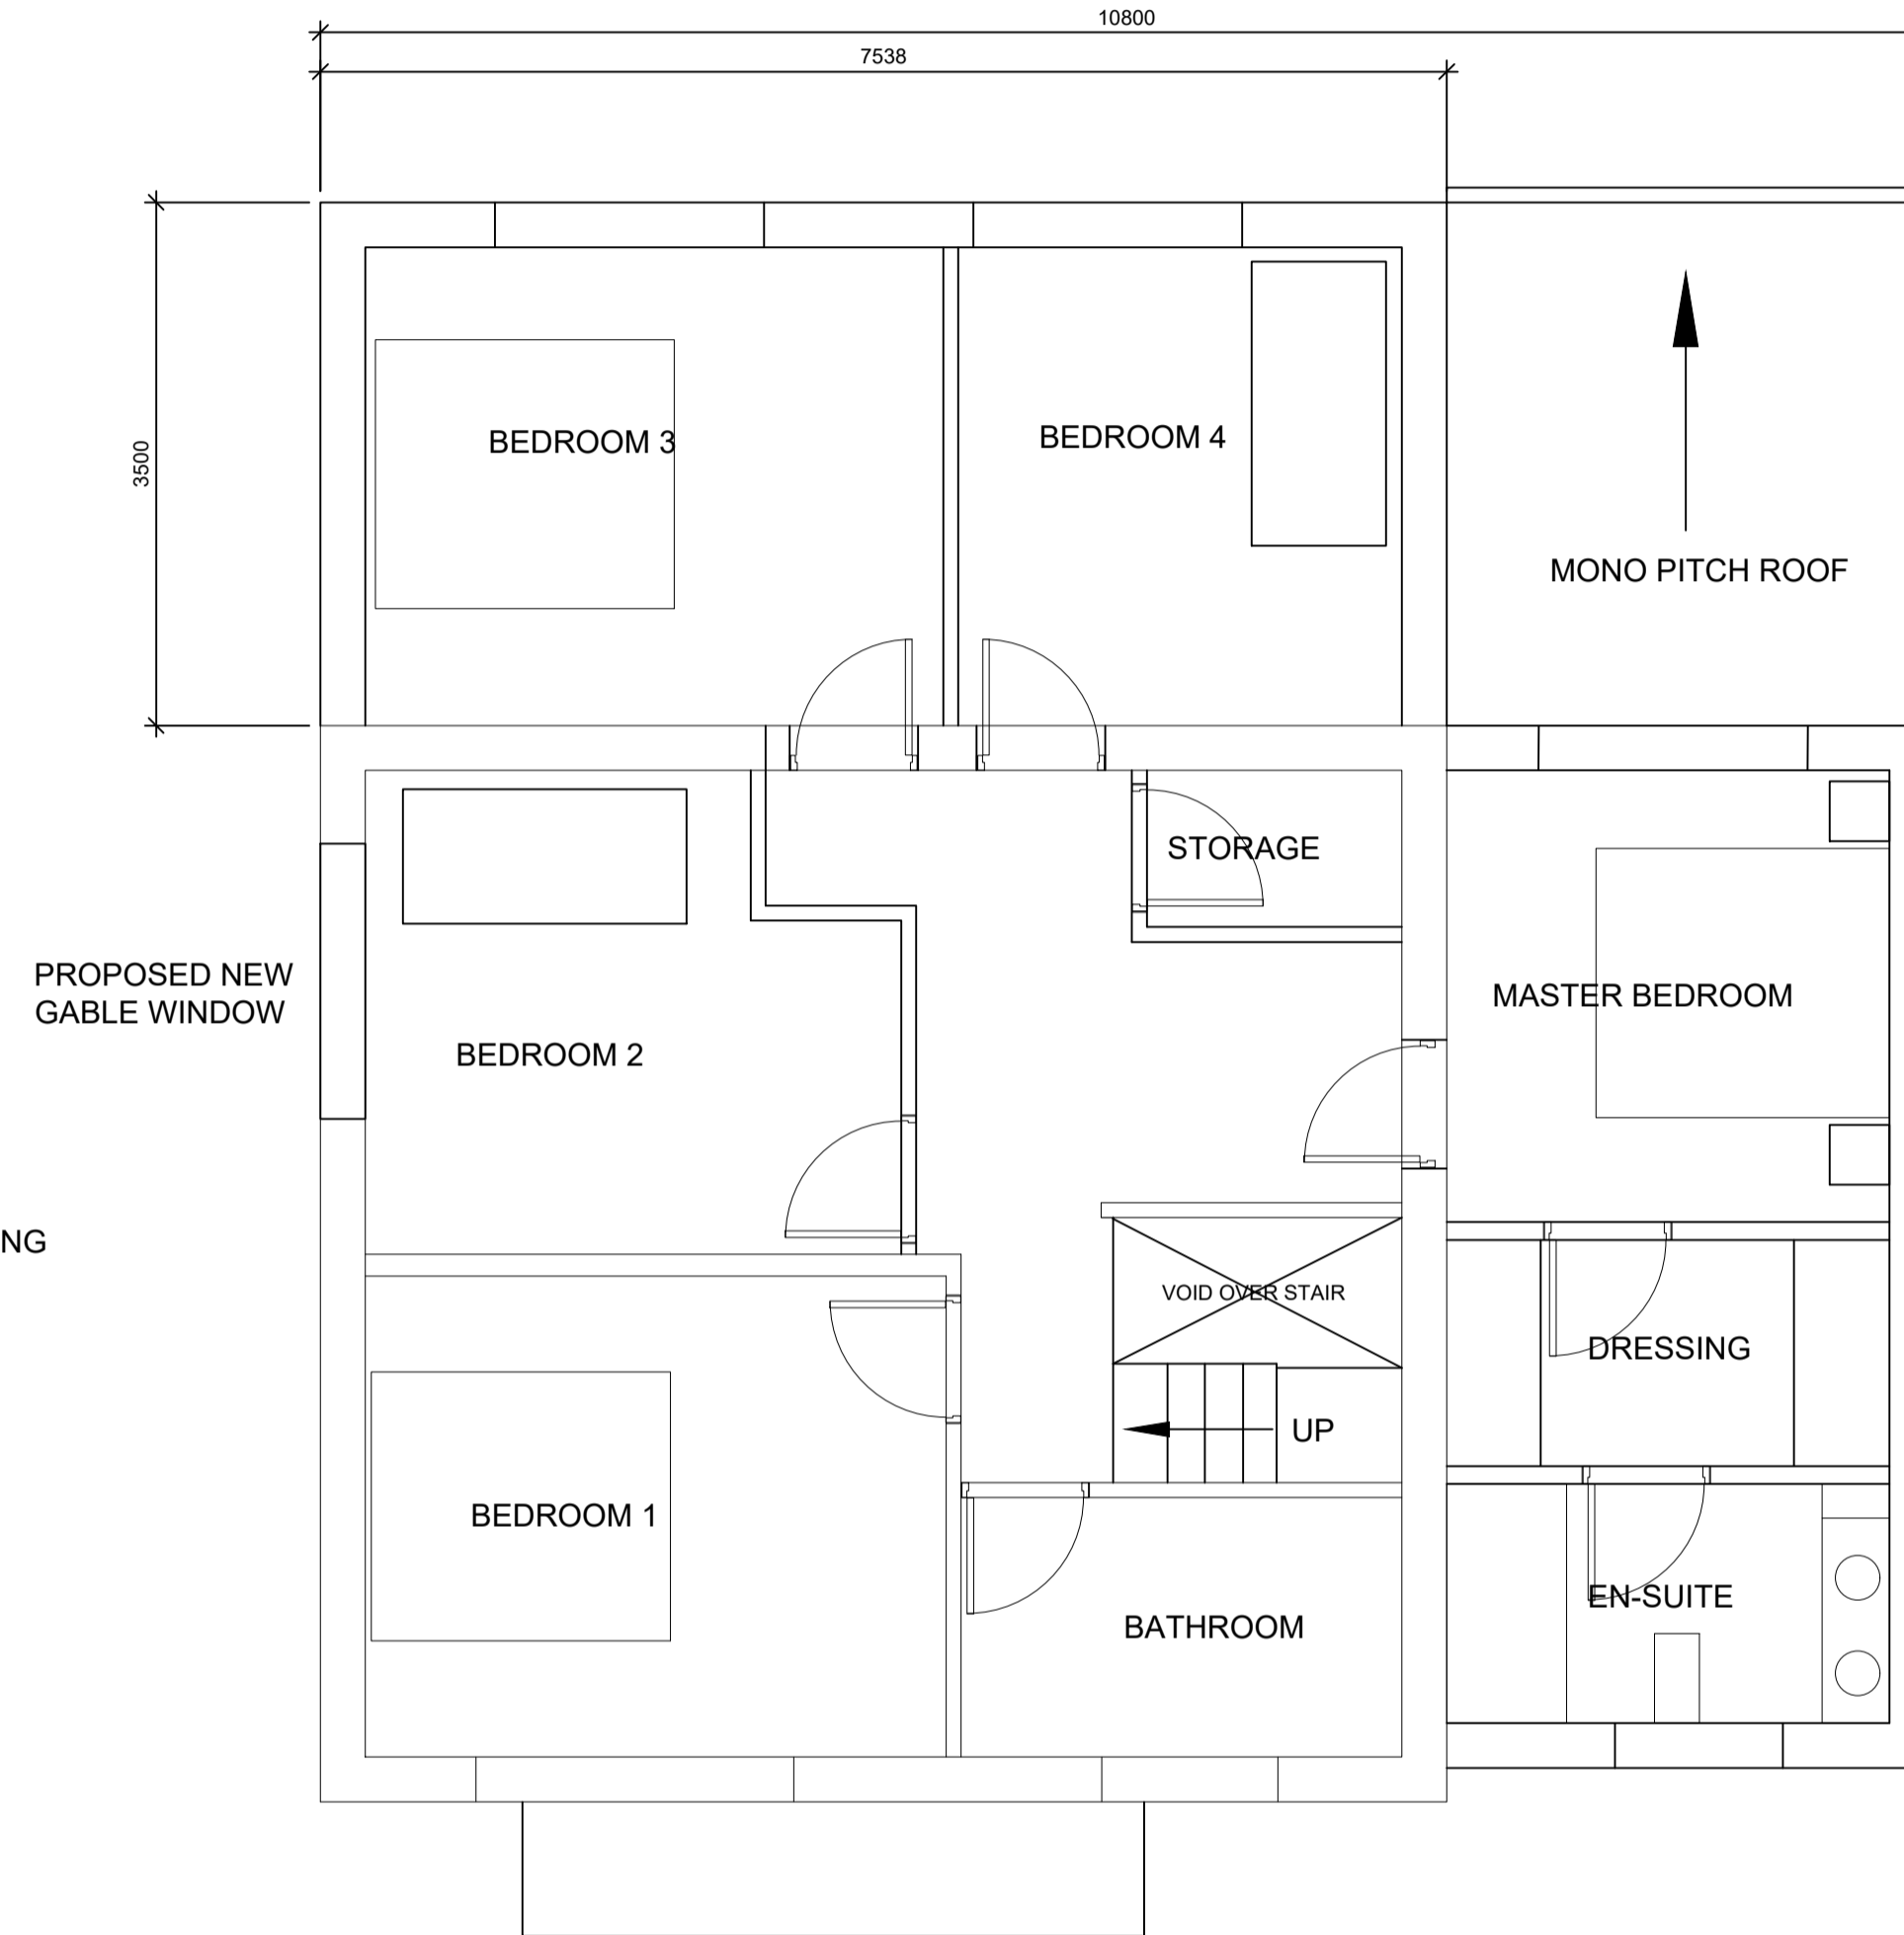 10800
7538
3500
BEDROOM 3
BEDROOM 4
MONO PITCH ROOF
STORAGE
PROPOSED NEW
GABLE WINDOW
MASTER BEDROOM
BEDROOM 2
NG
VOID OVER STAIR
DRESSING
UP
BEDROOM 1
EN-SUITE
BATHROOM